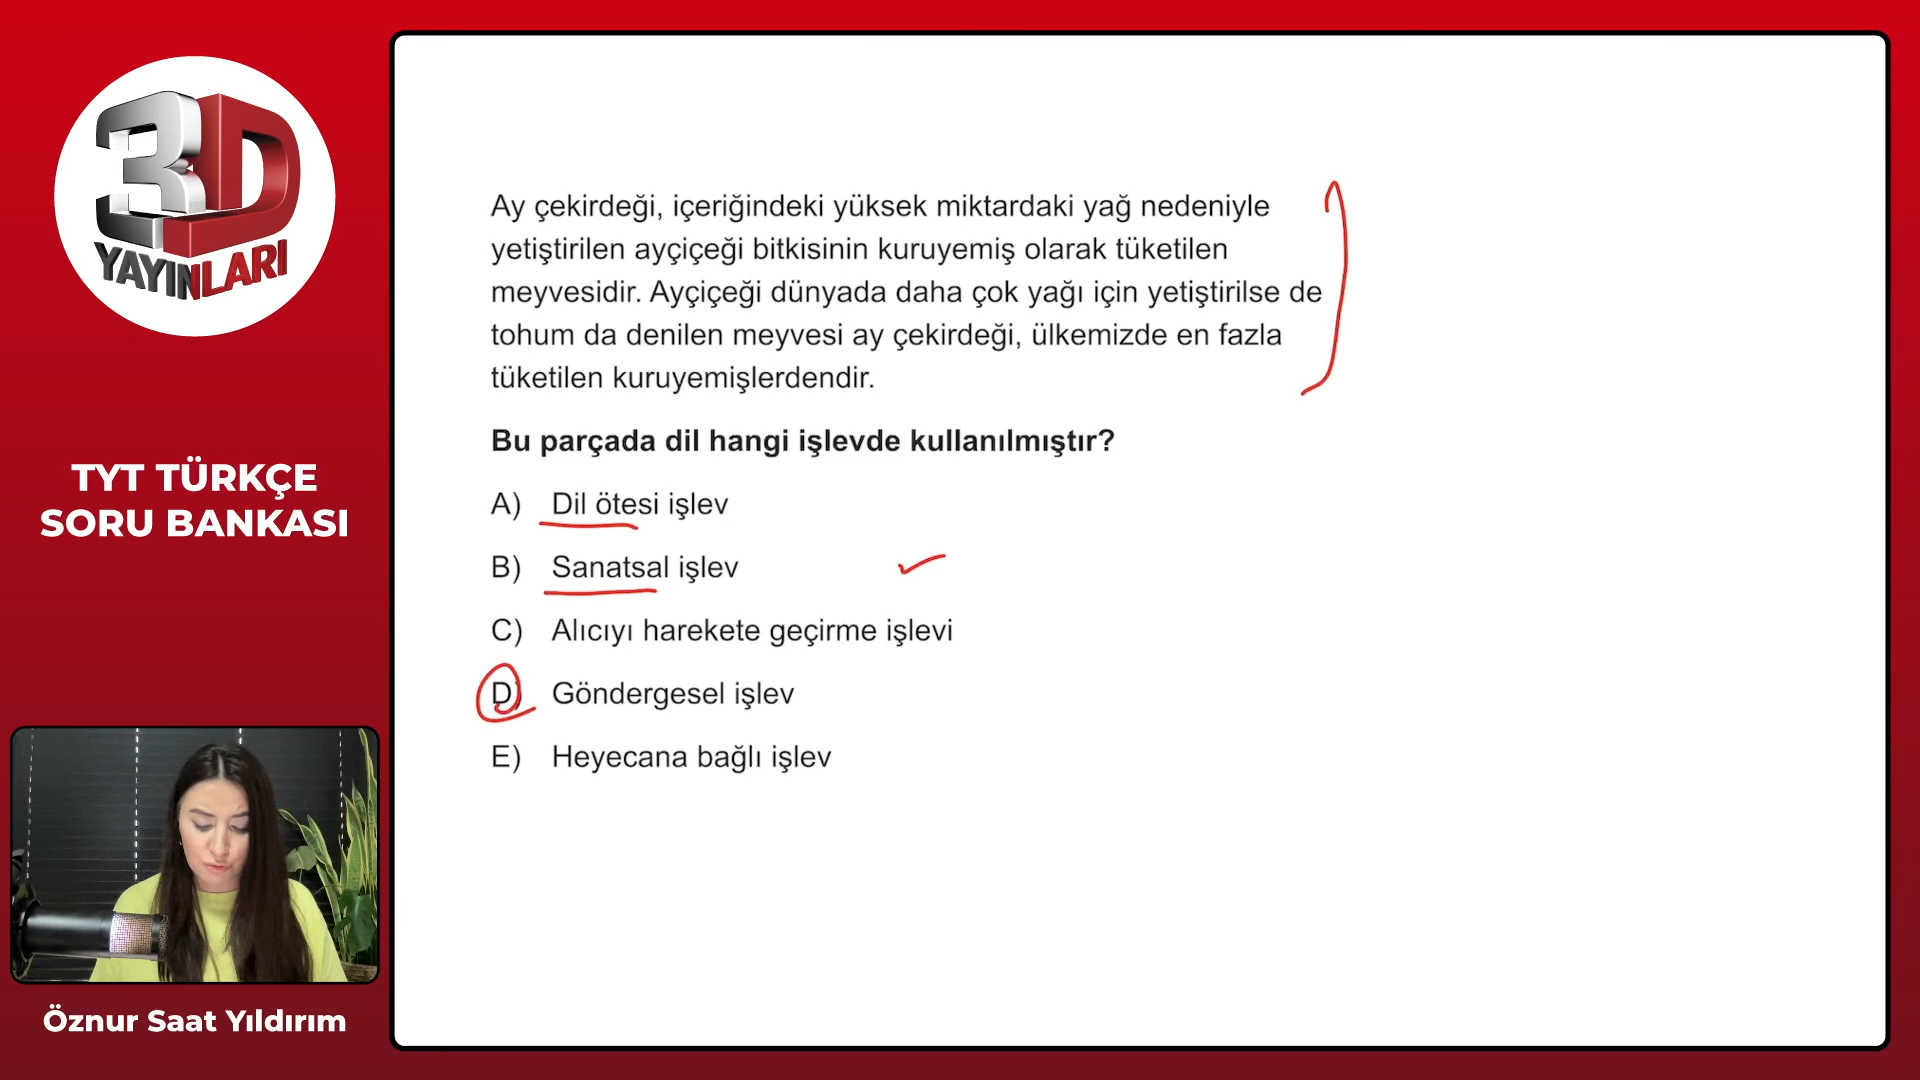 3D
YAYINLARI
TYT TÜRKÇE
SORU BANKASI
Öznur Saat Yıldırım
Ay çekirdeği, içeriğindeki yüksek miktardaki yağ nedeniyle
yetiştirilen ayçiçeği bitkisinin kuruyemiş olarak tüketilen
meyvesidir. Ayçiçeği dünyada daha çok yağı için yetiştirilse de
tohum da denilen meyvesi ay çekirdeği, ülkemizde en fazla
tüketilen kuruyemişlerdendir.
Bu parçada dil hangi işlevde kullanılmıştır?
A) Dil ötesi işlev
B) Sanatsal işlev
C) Alıcıyı harekete geçirme işlevi
D) Göndergesel işlev
E) Heyecana bağlı işlev